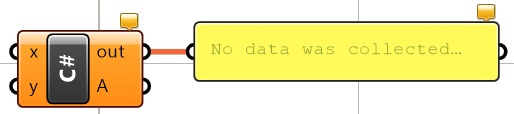 x out
C#
y A
No data was collected…